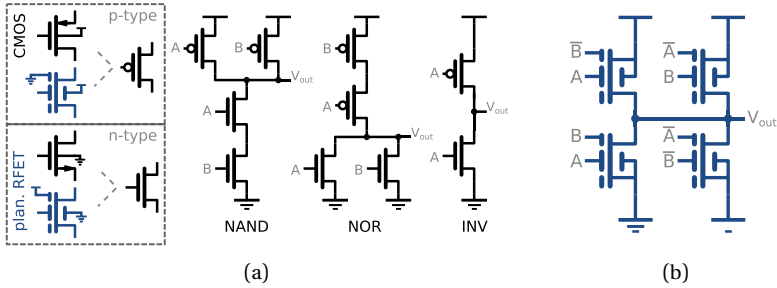 CMOS
p-type
plan. RFET
n-type
A
B
V_out
A
B
NAND
B
A
V_out
A
B
NOR
A
V_out
A
INV
(a)
B̅
A
A̅
B
V_out
B
A
A̅
B̅
(b)